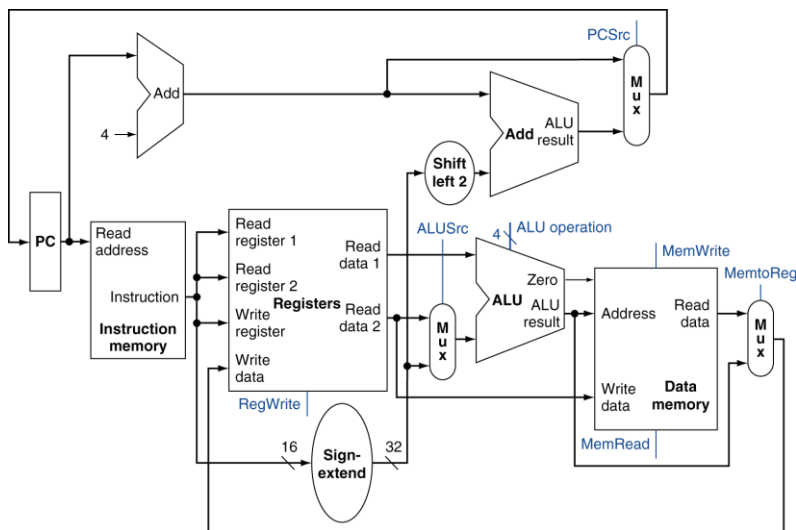 PCSrc
Add
4
Add
ALU
result
M
u
x
Shift
left 2
PC
Read
address
Instruction
Instruction
memory
Read
register 1
Read
register 2
Write
register
Write
data
Registers
Read
data 1
Read
data 2
RegWrite
ALUSrc
M
u
x
4
ALU operation
Zero
ALU
ALU
result
MemWrite
Address
Read
data
Write
data
Data
memory
MemRead
MemtoReg
M
u
x
16
Sign-
extend
32